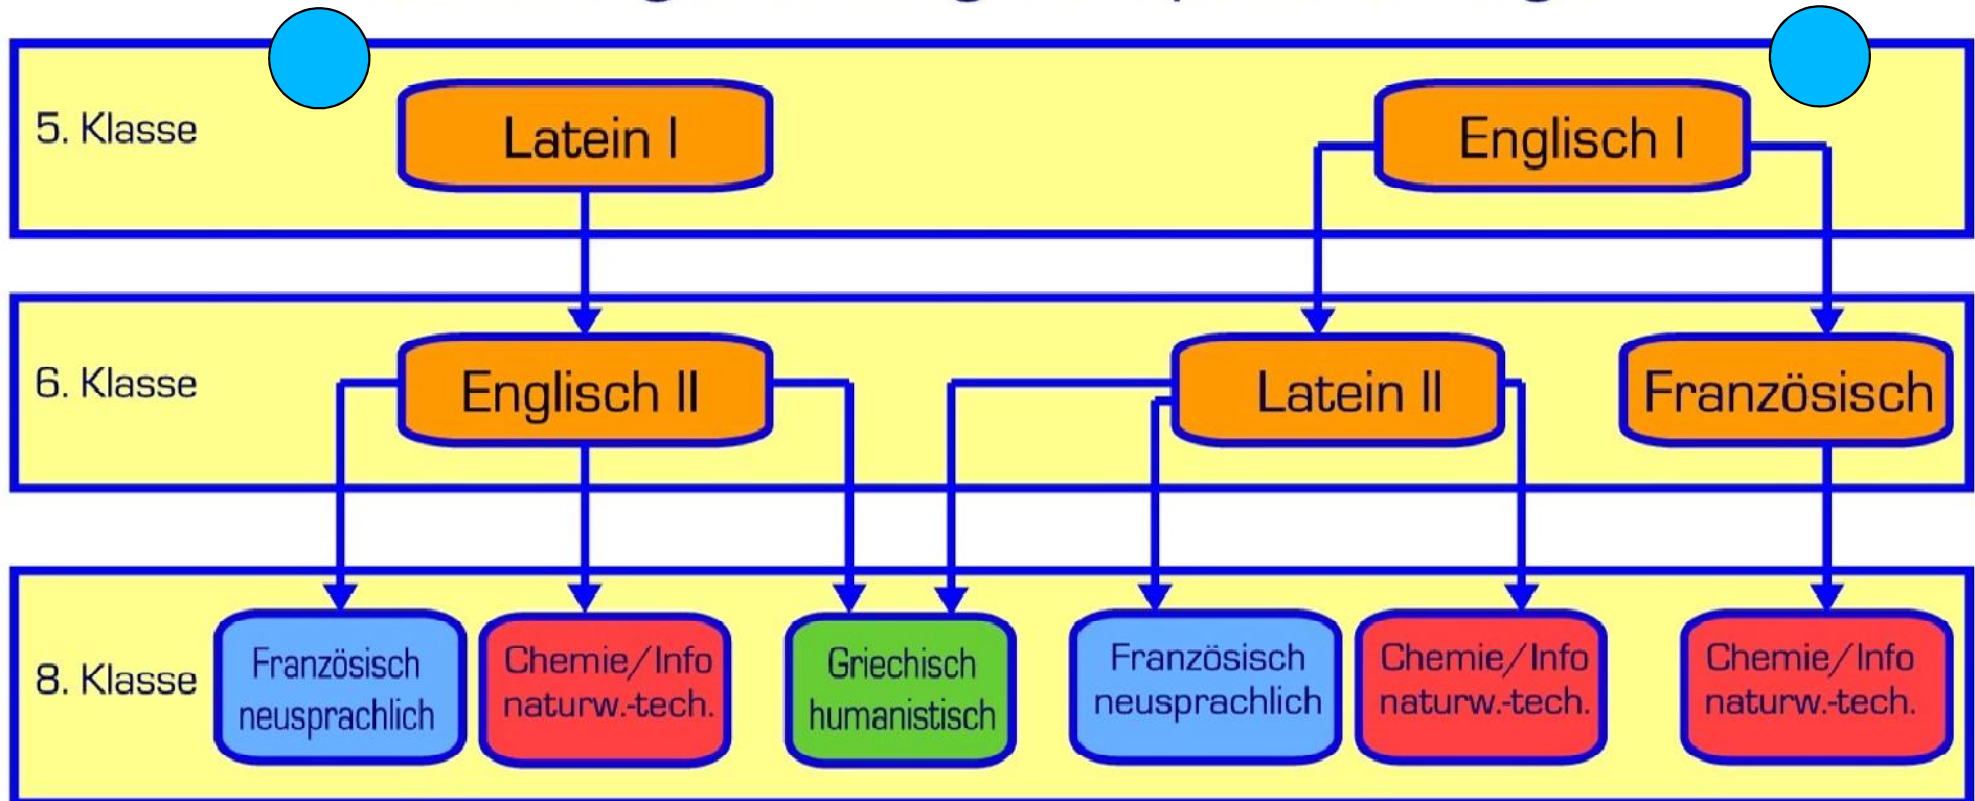 5. Klasse
Latein I
Englisch I
6. Klasse
Englisch II
Latein II
Französisch
8. Klasse
Französisch
neusprachlich
Chemie/Info
naturw.-tech.
Griechisch
humanistisch
Französisch
neusprachlich
Chemie/Info
naturw.-tech.
Chemie/Info
naturw.-tech.